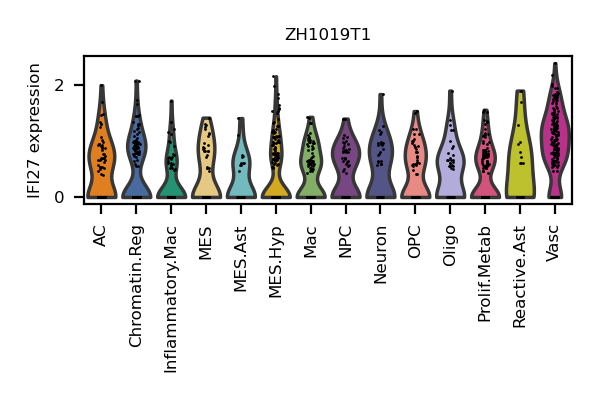 ZH1019T1
IFI27 expression
2
0
AC
Chromatin.Reg
Inflammatory.Mac
MES
MES.Ast
MES.Hyp
Mac
NPC
Neuron
OPC
Oligo
Prolif.Metab
Reactive.Ast
Vasc